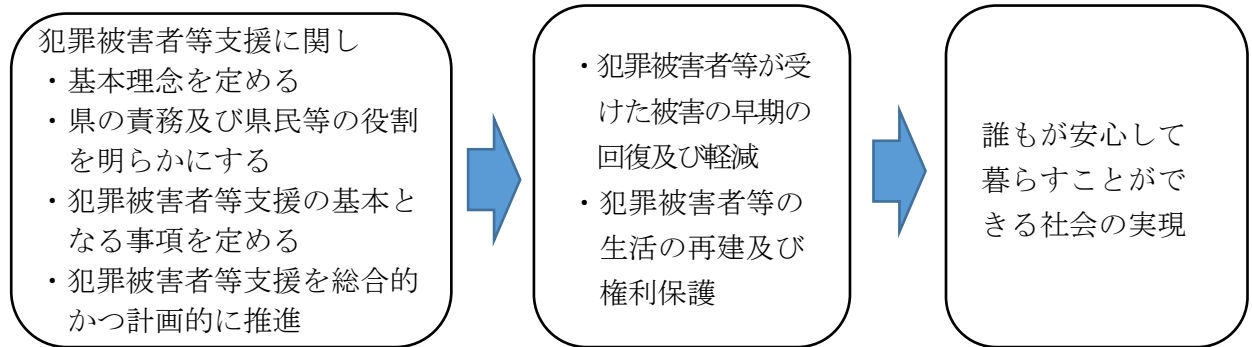 犯罪被害者等支援に関し
・基本理念を定める
・県の責務及び県民等の役割
を明らかにする
・犯罪被害者等支援の基本と
なる事項を定める
・犯罪被害者等支援を総合的
かつ計画的に推進
・犯罪被害者等が受
けた被害の早期の
回復及び軽減
・犯罪被害者等の
生活の再建及び
権利保護
誰もが安心して
暮らすことがで
きる社会の実現